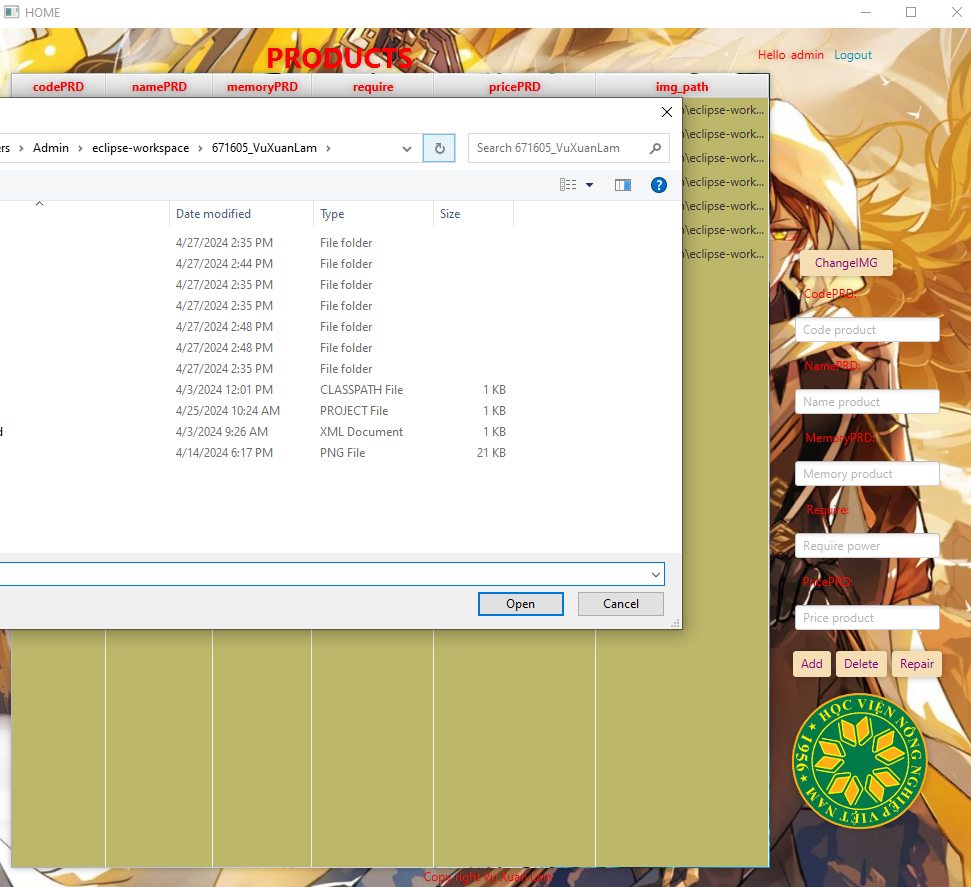 HOME
PRODUCTS
Hello admin Logout
codePRD namePRD memoryPRD require pricePRD img_path
\eclipse-work...
\eclipse-work...
\eclipse-work...
\eclipse-work...
\eclipse-work...
\eclipse-work...
\eclipse-work...
ers > Admin > eclipse-workspace > 671605_VuXuanLam >
Search 671605_VuXuanLam
Date modified Type Size
4/27/2024 2:35 PM File folder
4/27/2024 2:44 PM File folder
4/27/2024 2:35 PM File folder
4/27/2024 2:35 PM File folder
4/27/2024 2:48 PM File folder
4/27/2024 2:48 PM File folder
4/27/2024 2:35 PM File folder
4/3/2024 12:01 PM CLASSPATH File 1 KB
4/25/2024 10:24 AM PROJECT File 1 KB
d 4/3/2024 9:26 AM XML Document 1 KB
4/14/2024 6:17 PM PNG File 21 KB
Open Cancel
ChangeIMG
CodePRD:
Code product
NamePRD:
Name product
MemoryPRD:
Memory product
Require:
Require power
PricePRD:
Price product
Add Delete Repair
HỌC VIỆN NÔNG NGHIỆP VIỆT NAM
1956
Copy right Vu Xuan Lam